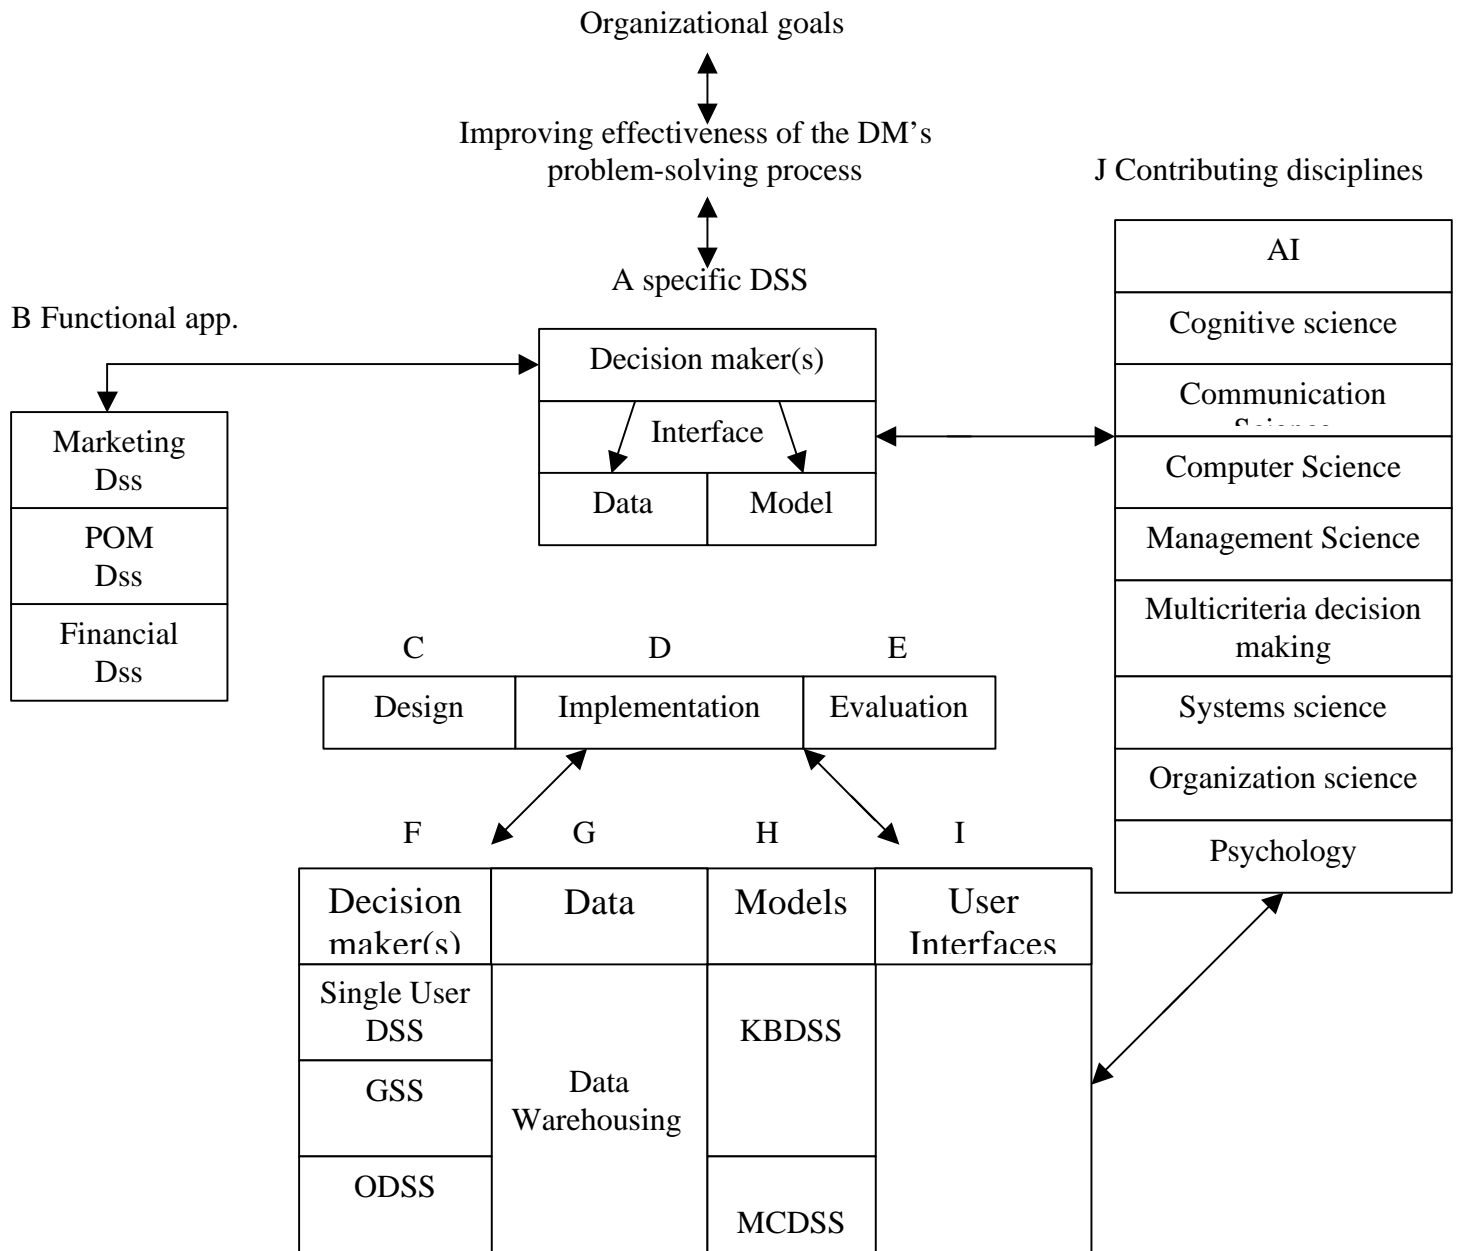 Organizational goals
Improving effectiveness of the DM's
problem-solving process
J Contributing disciplines
A specific DSS
B Functional app.
Decision maker(s)
Interface
Data
Model
Marketing
Dss
POM
Dss
Financial
Dss
AI
Cognitive science
Communication
Computer Science
Management Science
Multicriteria decision
making
Systems science
Organization science
Psychology
C
D
E
Design
Implementation
Evaluation
F
G
H
I
Decision
maker(s)
Data
Models
User
Interfaces
Single User
DSS
GSS
ODSS
Data
Warehousing
KBDSS
MCDSS